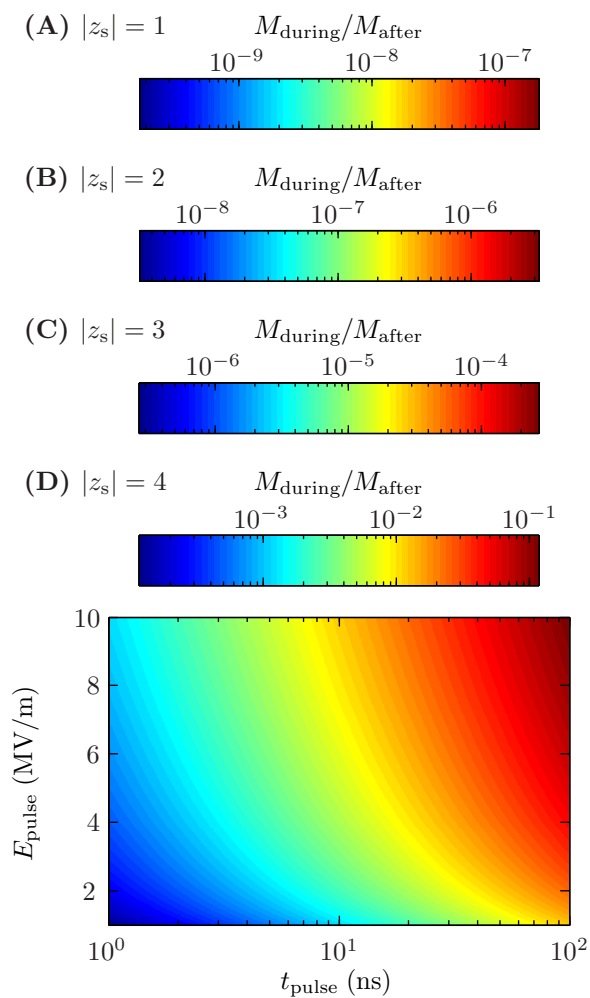 (A) |z_s| = 1 M_during/M_after
10^−9 10^−8 10^−7
(B) |z_s| = 2 M_during/M_after
10^−8 10^−7 10^−6
(C) |z_s| = 3 M_during/M_after
10^−6 10^−5 10^−4
(D) |z_s| = 4 M_during/M_after
10^−3 10^−2 10^−1
10
8
6
4
2
E_pulse (MV/m)
10^0 10^1 10^2
t_pulse (ns)